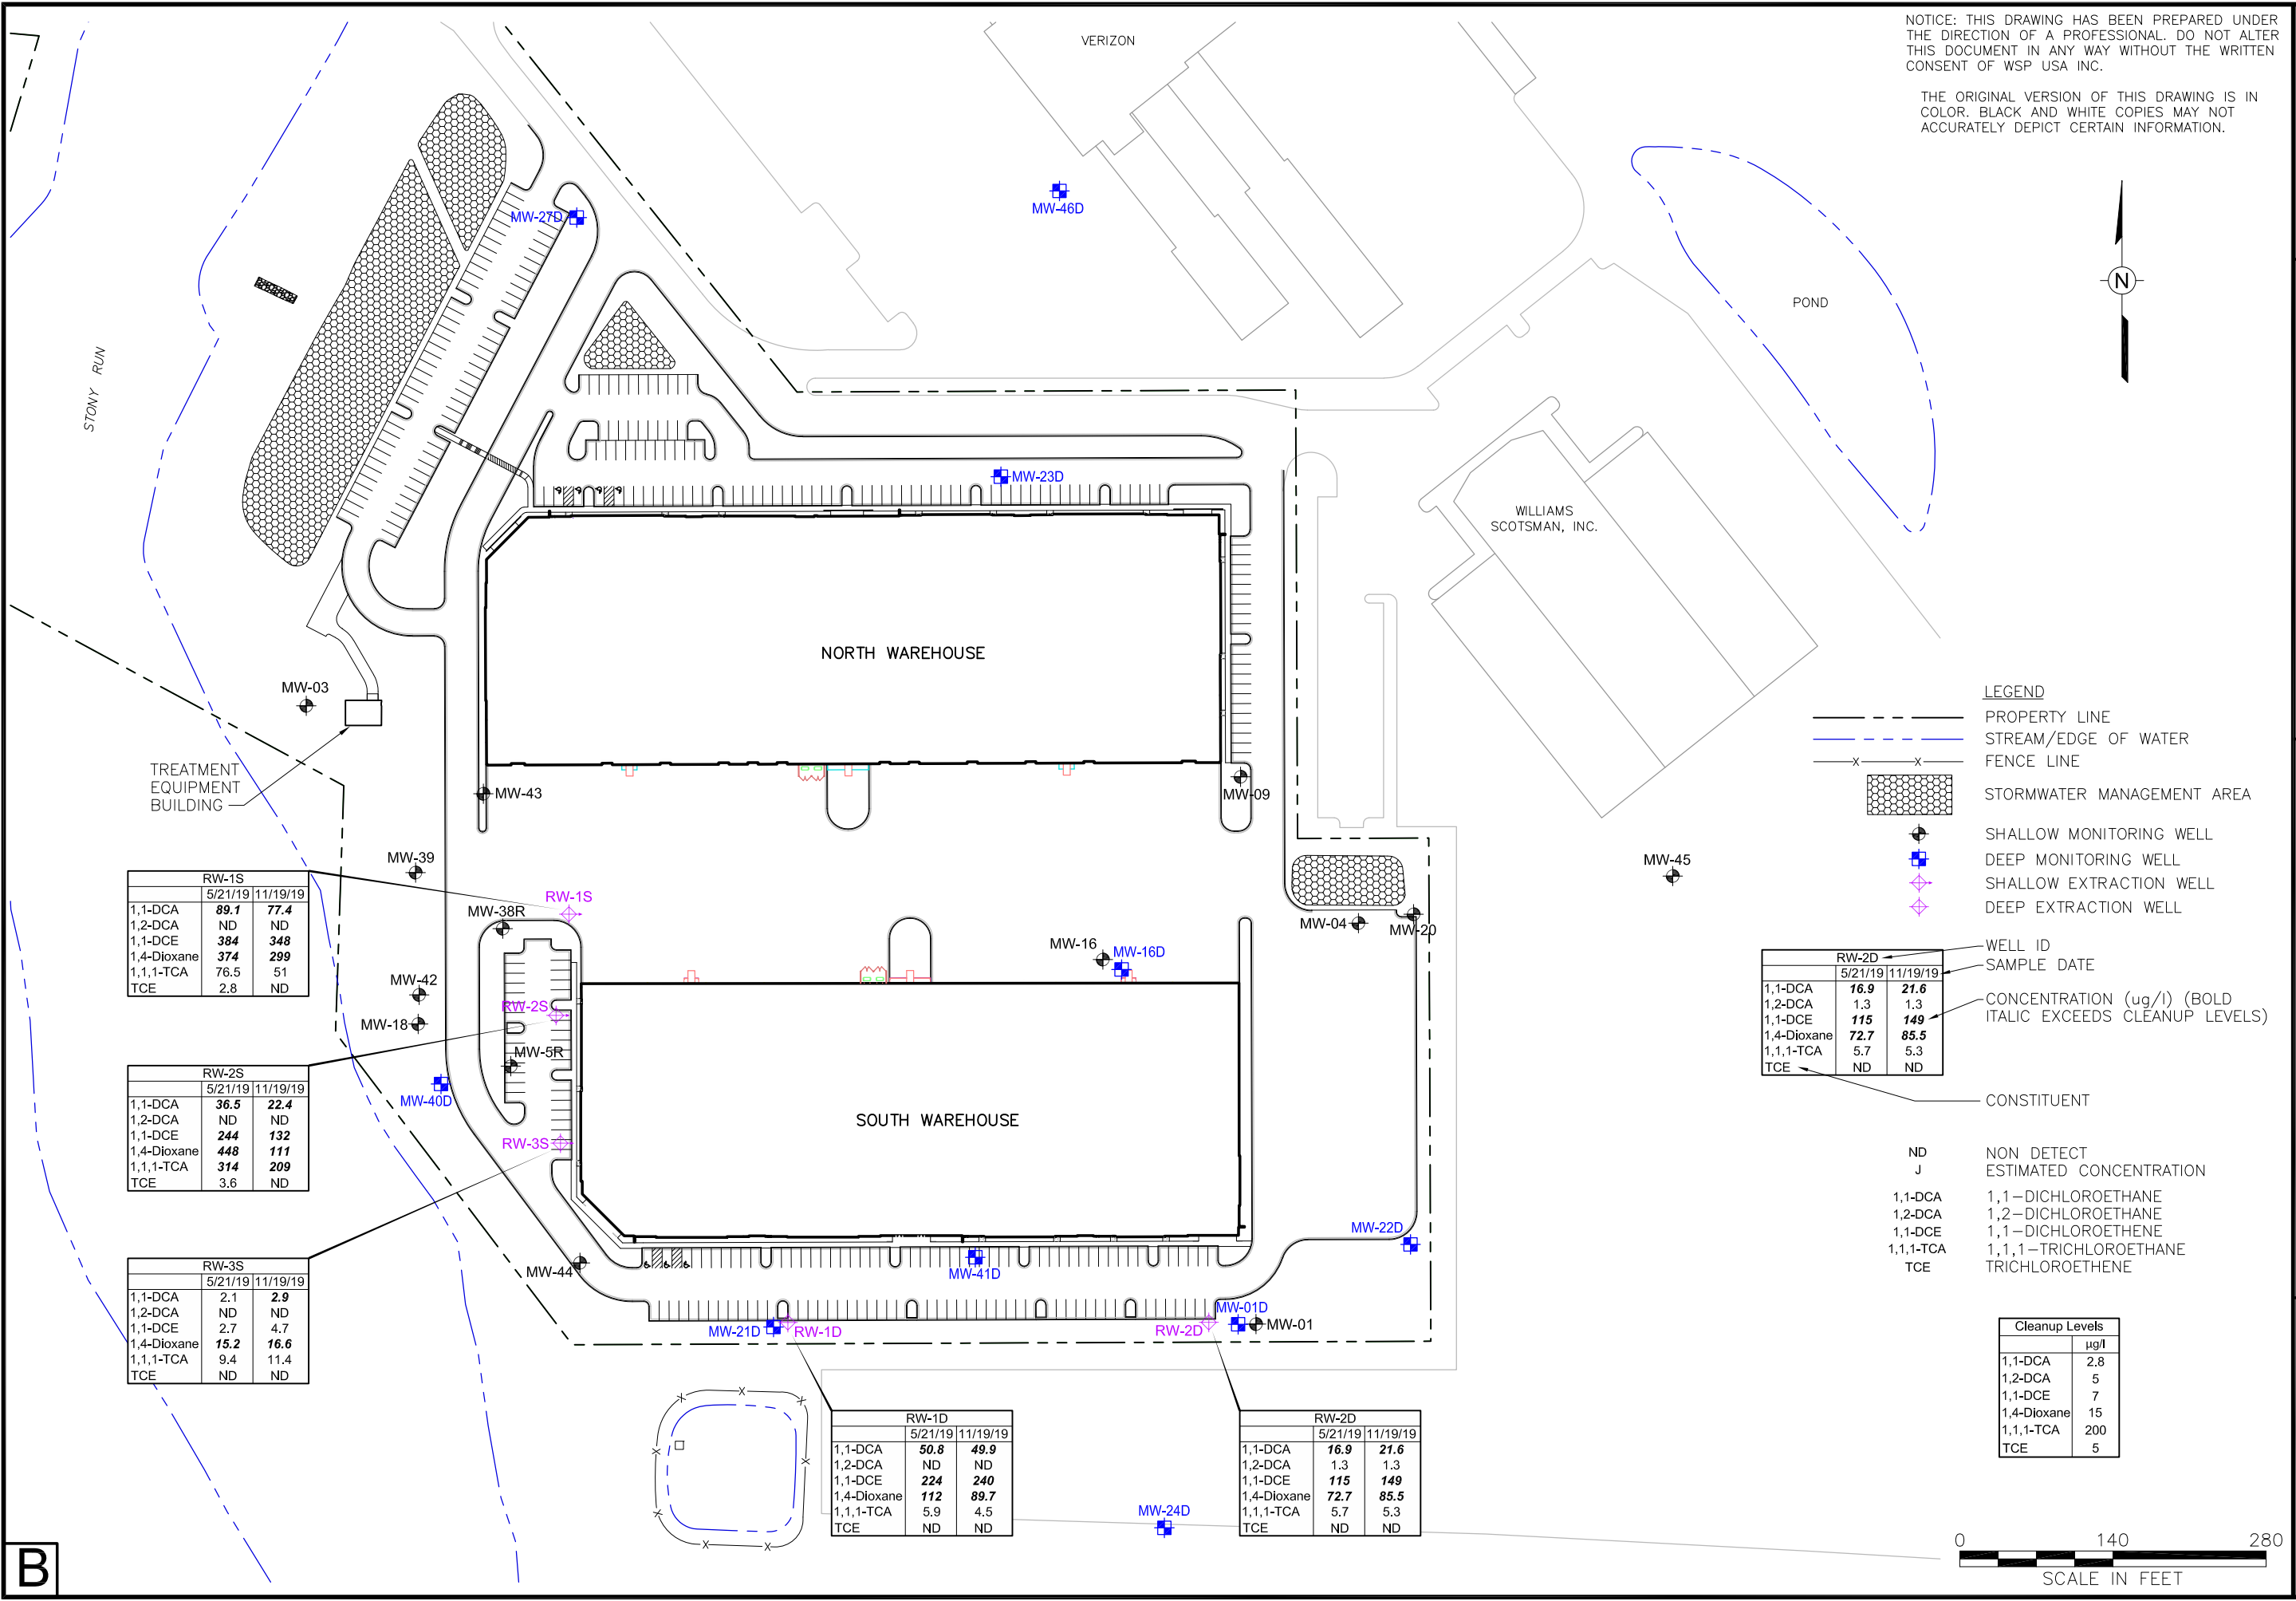 NOTICE: THIS DRAWING HAS BEEN PREPARED UNDER
THE DIRECTION OF A PROFESSIONAL. DO NOT ALTER
THIS DOCUMENT IN ANY WAY WITHOUT THE WRITTEN
CONSENT OF WSP USA INC.
THE ORIGINAL VERSION OF THIS DRAWING IS IN
COLOR. BLACK AND WHITE COPIES MAY NOT
ACCURATELY DEPICT CERTAIN INFORMATION.
N
VERIZON
MW-46D
MW-27D
POND
STONY RUN
MW-23D
WILLIAMS
SCOTSMAN, INC.
NORTH WAREHOUSE
MW-03
TREATMENT
EQUIPMENT
BUILDING
MW-43
MW-09
MW-39
MW-45
RW-1S
MW-38R
MW-04
MW-20
MW-16
MW-16D
MW-42
RW-2S
MW-18
MW-5R
MW-40D
SOUTH WAREHOUSE
RW-3S
MW-22D
MW-44
MW-41D
MW-01D
MW-21D
RW-1D
RW-2D
MW-01
MW-24D
RW-1S
5/21/19 11/19/19
1,1-DCA 89.1 77.4
1,2-DCA ND ND
1,1-DCE 384 348
1,4-Dioxane 374 299
1,1,1-TCA 76.5 51
TCE 2.8 ND
RW-2S
5/21/19 11/19/19
1,1-DCA 36.5 22.4
1,2-DCA ND ND
1,1-DCE 244 132
1,4-Dioxane 448 111
1,1,1-TCA 314 209
TCE 3.6 ND
RW-3S
5/21/19 11/19/19
1,1-DCA 2.1 2.9
1,2-DCA ND ND
1,1-DCE 2.7 4.7
1,4-Dioxane 15.2 16.6
1,1,1-TCA 9.4 11.4
TCE ND ND
RW-1D
5/21/19 11/19/19
1,1-DCA 50.8 49.9
1,2-DCA ND ND
1,1-DCE 224 240
1,4-Dioxane 112 89.7
1,1,1-TCA 5.9 4.5
TCE ND ND
RW-2D
5/21/19 11/19/19
1,1-DCA 16.9 21.6
1,2-DCA 1.3 1.3
1,1-DCE 115 149
1,4-Dioxane 72.7 85.5
1,1,1-TCA 5.7 5.3
TCE ND ND
LEGEND
PROPERTY LINE
STREAM/EDGE OF WATER
X X FENCE LINE
STORMWATER MANAGEMENT AREA
SHALLOW MONITORING WELL
DEEP MONITORING WELL
SHALLOW EXTRACTION WELL
DEEP EXTRACTION WELL
RW-2D
5/21/19 11/19/19
1,1-DCA 16.9 21.6
1,2-DCA 1.3 1.3
1,1-DCE 115 149
1,4-Dioxane 72.7 85.5
1,1,1-TCA 5.7 5.3
TCE ND ND
WELL ID
SAMPLE DATE
CONCENTRATION (ug/l) (BOLD
ITALIC EXCEEDS CLEANUP LEVELS)
CONSTITUENT
ND NON DETECT
J ESTIMATED CONCENTRATION
1,1-DCA 1,1-DICHLOROETHANE
1,2-DCA 1,2-DICHLOROETHANE
1,1-DCE 1,1-DICHLOROETHENE
1,1,1-TCA 1,1,1-TRICHLOROETHANE
TCE TRICHLOROETHENE
Cleanup Levels
µg/l
1,1-DCA 2.8
1,2-DCA 5
1,1-DCE 7
1,4-Dioxane 15
1,1,1-TCA 200
TCE 5
X X X
X X
X
X X
B
0 140 280
SCALE IN FEET